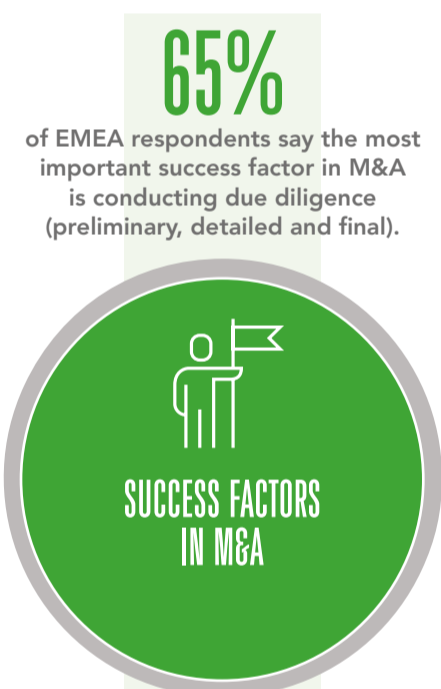 65%
of EMEA respondents say the most
important success factor in M&A
is conducting due diligence
(preliminary, detailed and final).
SUCCESS FACTORS
IN M&A